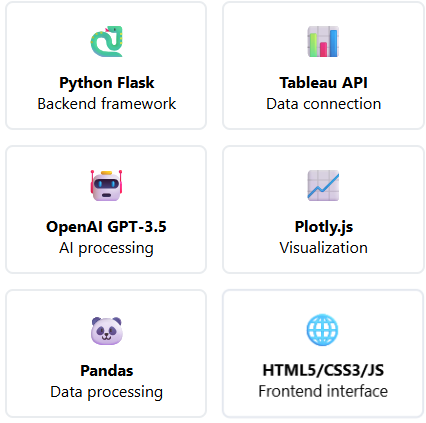 Python Flask
Backend framework
Tableau API
Data connection
OpenAI GPT-3.5
AI processing
Plotly.js
Visualization
Pandas
Data processing
HTML5/CSS3/JS
Frontend interface